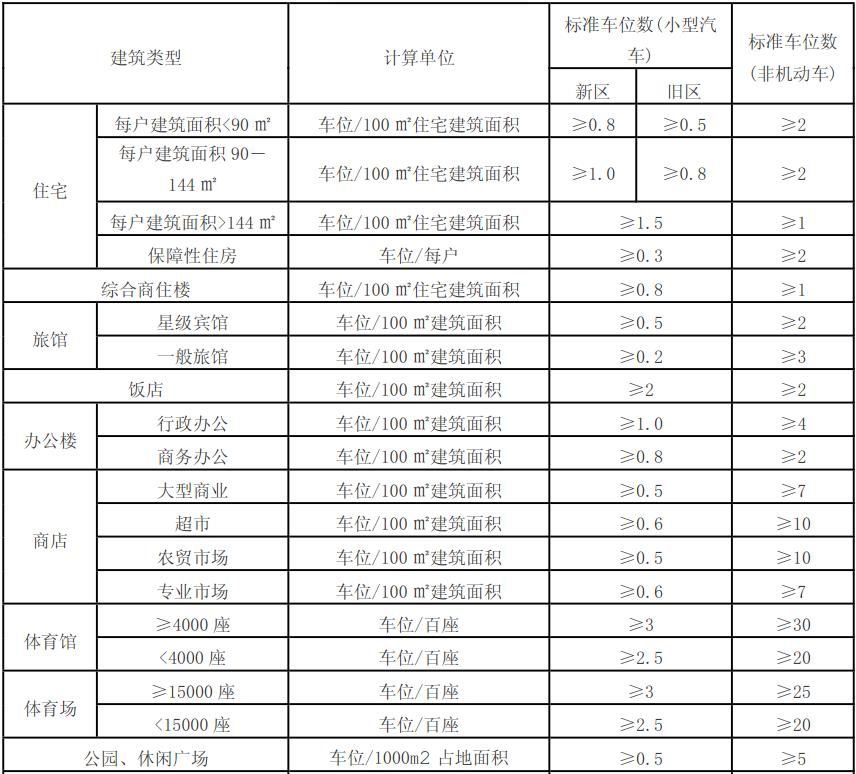 建筑类型 计算单位 标准车位数(小型汽车) 标准车位数(非机动车)
新区 旧区
住宅 每户建筑面积<90 ㎡ 车位/100 ㎡住宅建筑面积 ≥0.8 ≥0.5 ≥2
每户建筑面积 90－144 ㎡ 车位/100 ㎡住宅建筑面积 ≥1.0 ≥0.8 ≥2
每户建筑面积>144 ㎡ 车位/100 ㎡住宅建筑面积 ≥1.5 ≥1
保障性住房 车位/每户 ≥0.3 ≥2
综合商住楼 车位/100 ㎡住宅建筑面积 ≥0.8 ≥1
旅馆 星级宾馆 车位/100 ㎡建筑面积 ≥0.5 ≥2
一般旅馆 车位/100 ㎡建筑面积 ≥0.2 ≥3
饭店 车位/100 ㎡建筑面积 ≥2 ≥2
办公楼 行政办公 车位/100 ㎡建筑面积 ≥1.0 ≥4
商务办公 车位/100 ㎡建筑面积 ≥0.8 ≥2
商店 大型商业 车位/100 ㎡建筑面积 ≥0.5 ≥7
超市 车位/100 ㎡建筑面积 ≥0.6 ≥10
农贸市场 车位/100 ㎡建筑面积 ≥0.5 ≥10
专业市场 车位/100 ㎡建筑面积 ≥0.6 ≥7
体育馆 ≥4000 座 车位/百座 ≥3 ≥30
<4000 座 车位/百座 ≥2.5 ≥20
体育场 ≥15000 座 车位/百座 ≥3 ≥25
<15000 座 车位/百座 ≥2.5 ≥20
公园、休闲广场 车位/1000m2 占地面积 ≥0.5 ≥5